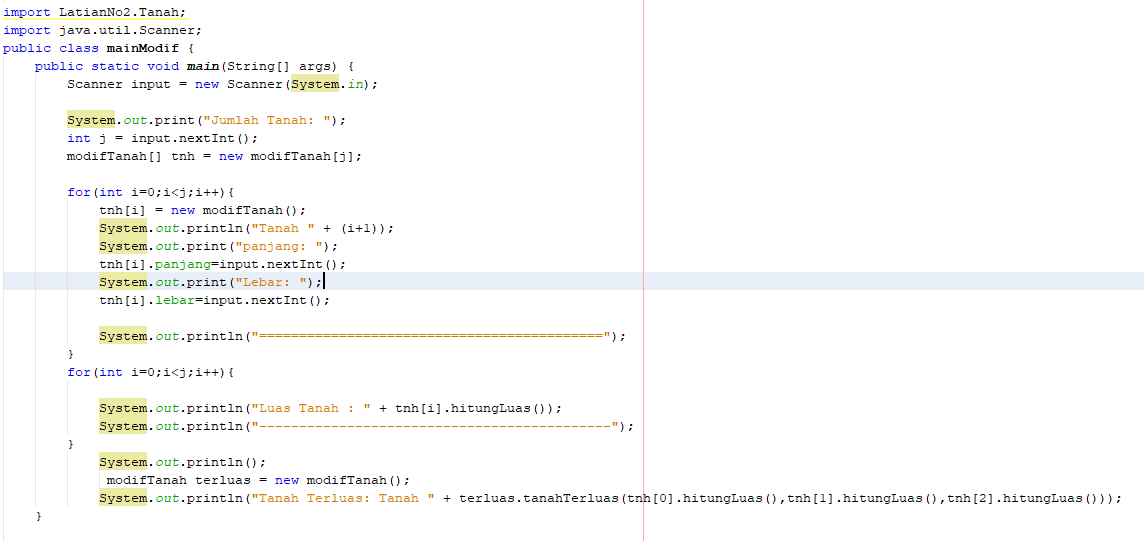 import LatianNo2.Tanah;
import java.util.Scanner;
public class mainModif {
    public static void main(String[] args) {
        Scanner input = new Scanner(System.in);

        System.out.print("Jumlah Tanah: ");
        int j = input.nextInt();
        modifTanah[] tnh = new modifTanah[j];

        for(int i=0;i<j;i++){
            tnh[i] = new modifTanah();
            System.out.println("Tanah " + (i+1));
            System.out.print("panjang: ");
            tnh[i].panjang=input.nextInt();
            System.out.print("Lebar: ");
            tnh[i].lebar=input.nextInt();

            System.out.println("===========================================");
        }
        for(int i=0;i<j;i++){

            System.out.println("Luas Tanah : " + tnh[i].hitungLuas());
            System.out.println("--------------------------------------------");
        }
            System.out.println();
             modifTanah terluas = new modifTanah();
            System.out.println("Tanah Terluas: Tanah " + terluas.tanahTerluas(tnh[0].hitungLuas(),tnh[1].hitungLuas(),tnh[2].hitungLuas()));
    }